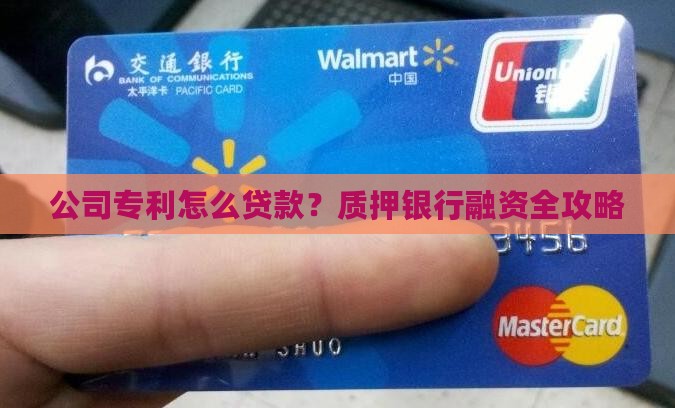 交通銀行
BANK OF COMMUNICATIONS
太平洋卡 PACIFIC CARD
Walmart
中国
银
公司专利怎么贷款？质押银行融资全攻略
3456
SHUO
MasterCard